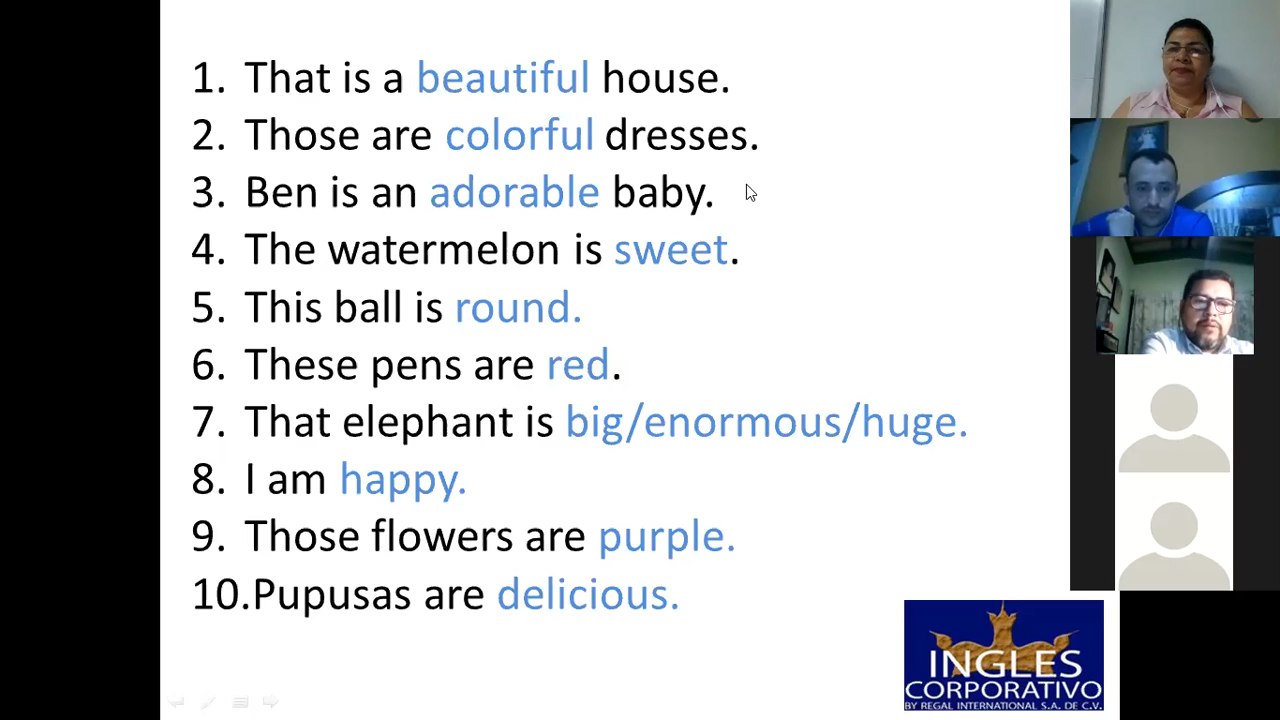 1. That is a beautiful house.
2. Those are colorful dresses.
3. Ben is an adorable baby.
4. The watermelon is sweet.
5. This ball is round.
6. These pens are red.
7. That elephant is big/enormous/huge.
8. I am happy.
9. Those flowers are purple.
10.Pupusas are delicious.
INGLES
CORPORATIVO
BY REGAL INTERNATIONAL S.A. DE C.V.